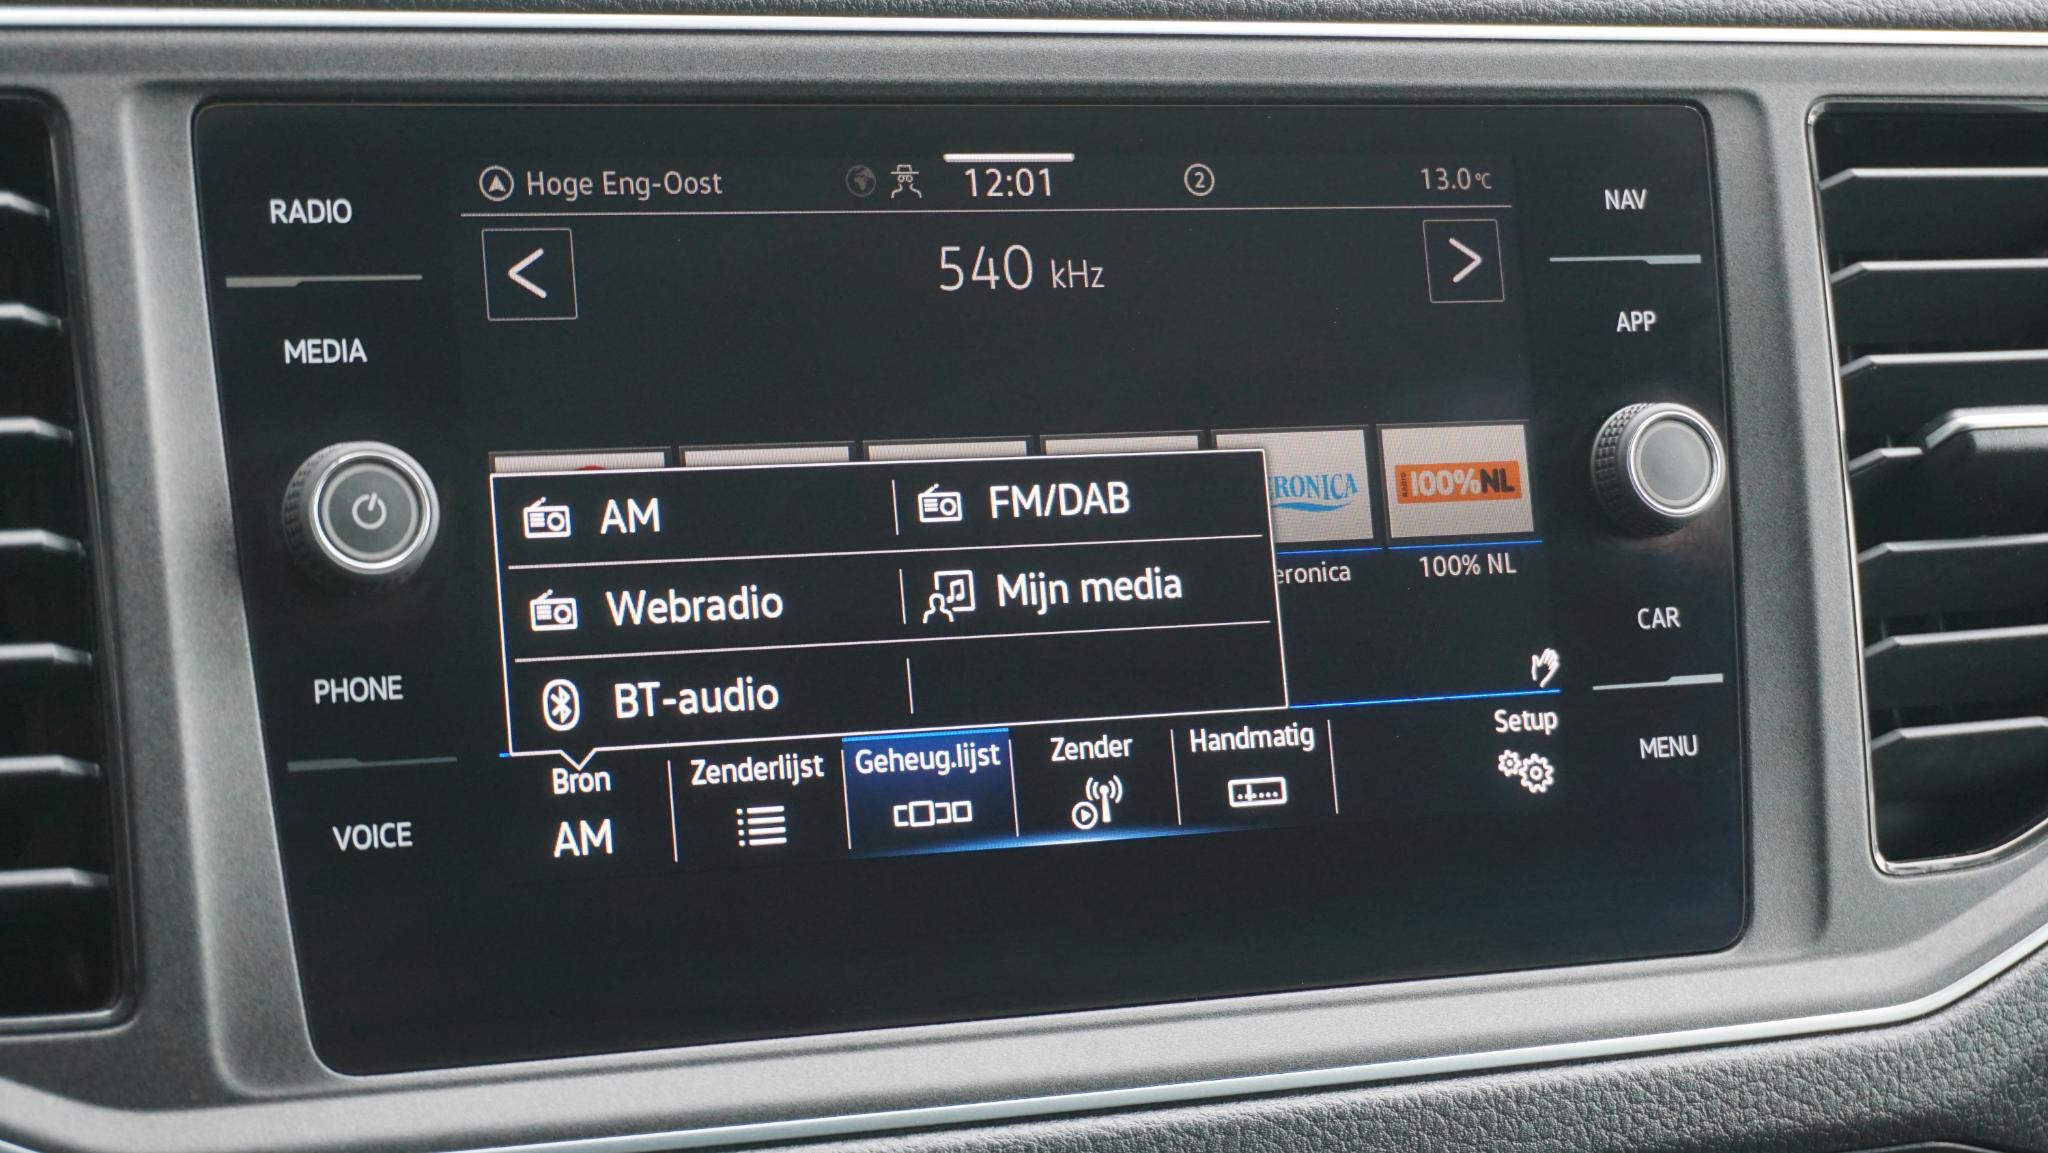 Hoge Eng-Oost 12:01 2 13.0°C
RADIO
MEDIA
PHONE
VOICE
< 540 kHz >
AM
FM/DAB
Webradio
Mijn media
BT-audio
RONICA
RADIO 100%NL
eronica
100% NL
Bron
AM
Zenderlijst
Geheug.lijst
Zender
Handmatig
Setup
NAV
APP
CAR
MENU